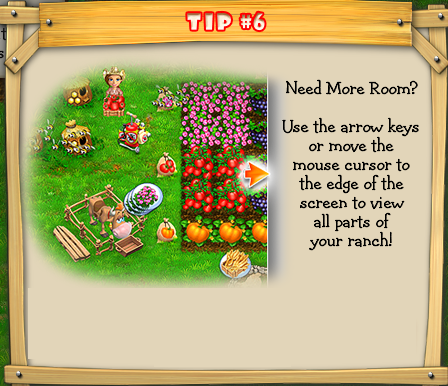 TIP #6
Need More Room?
Use the arrow keys
or move the
mouse cursor to
the edge of the
screen to view
all parts of
your ranch!